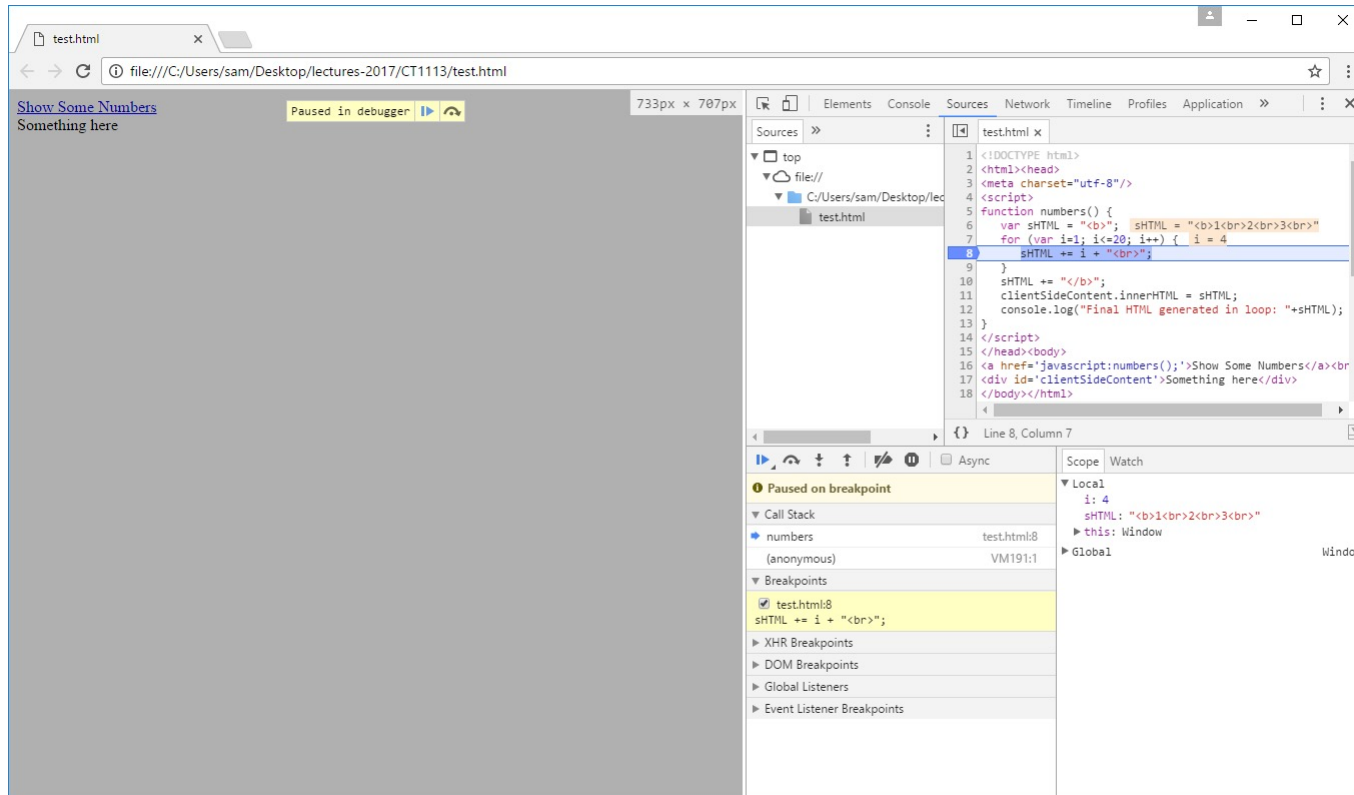 test.html
file:///C:/Users/sam/Desktop/lectures-2017/CT1113/test.html
Show Some Numbers
Something here
Paused in debugger
733px × 707px
Elements Console Sources Network Timeline Profiles Application »
Sources »
top
file://
C:/Users/sam/Desktop/lec
test.html
test.html
1 <!DOCTYPE html>
2 <html><head>
3 <meta charset="utf-8"/>
4 <script>
5 function numbers() {
6 var sHTML = "<b>"; sHTML = "<b>1<br>2<br>3<br>"
7 for (var i=1; i<=20; i++) { i = 4
8 sHTML += i + "<br>";
9 }
10 sHTML += "</b>";
11 clientSideContent.innerHTML = sHTML;
12 console.log("Final HTML generated in loop: "+sHTML);
13 }
14 </script>
15 </head><body>
16 <a href='javascript:numbers();'>Show Some Numbers</a><br
17 <div id='clientSideContent'>Something here</div>
18 </body></html>
{} Line 8, Column 7
Async
Paused on breakpoint
Call Stack
numbers test.html:8
(anonymous) VM191:1
Breakpoints
test.html:8
sHTML += i + "<br>";
XHR Breakpoints
DOM Breakpoints
Global Listeners
Event Listener Breakpoints
Scope Watch
Local
i: 4
sHTML: "<b>1<br>2<br>3<br>"
this: Window
Global Windo